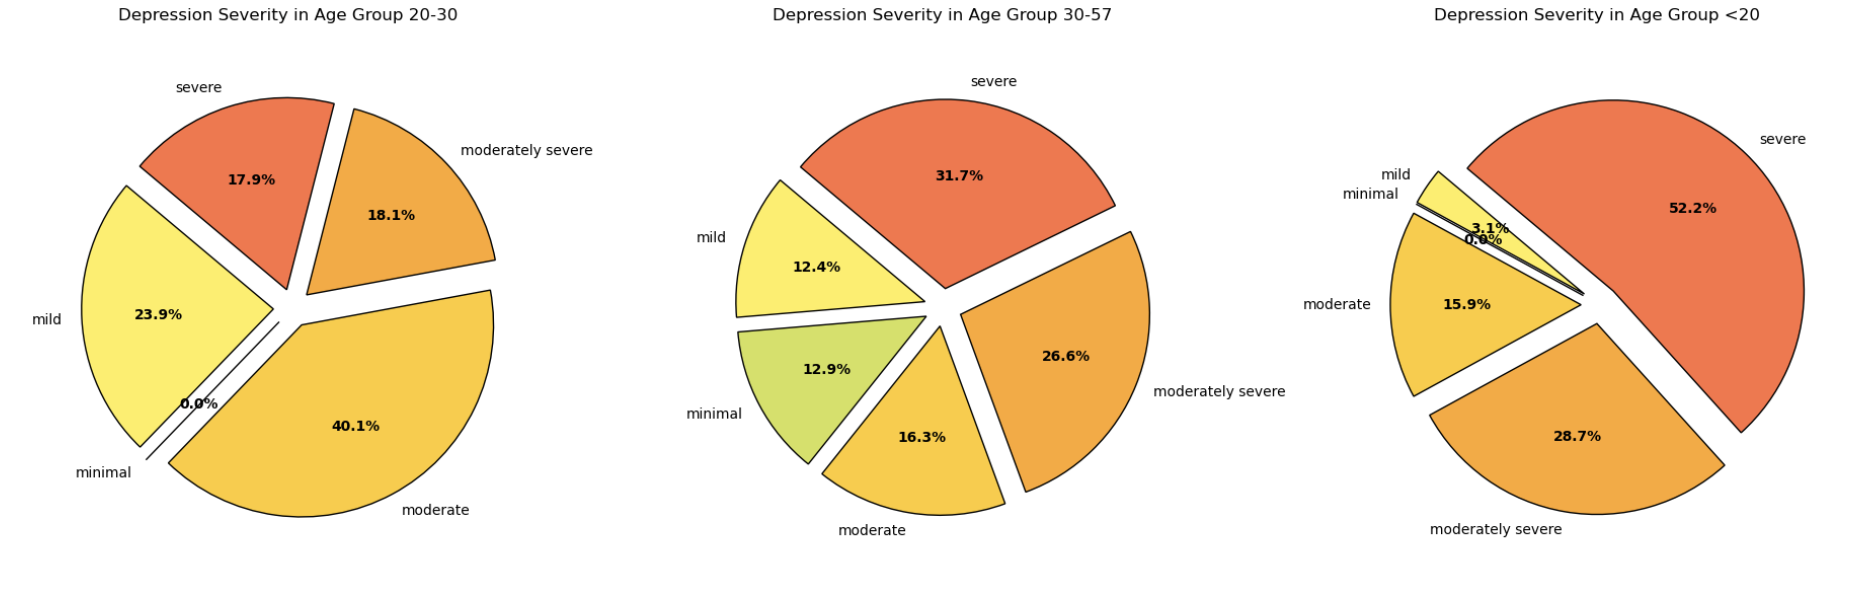 Depression Severity in Age Group 20-30
severe
moderately severe
17.9%
18.1%
mild
23.9%
0.0%
40.1%
minimal
moderate
Depression Severity in Age Group 30-57
severe
31.7%
mild
12.4%
26.6%
12.9%
moderately severe
minimal
16.3%
moderate
Depression Severity in Age Group <20
severe
mild
minimal
52.2%
3.1%
0.0%
moderate
15.9%
28.7%
moderately severe